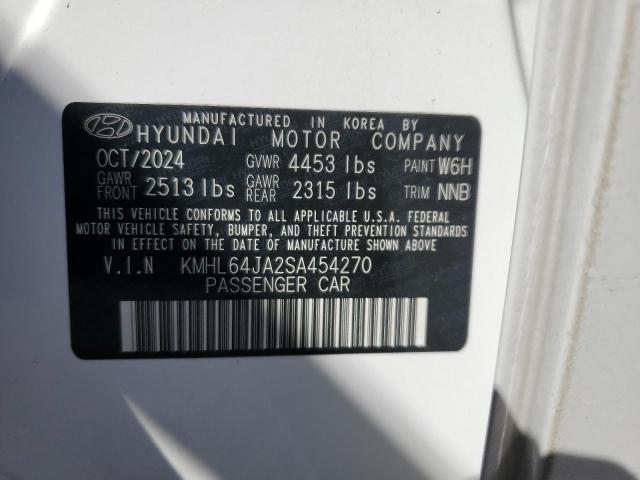 MANUFACTURED IN KOREA BY
HYUNDAI MOTOR COMPANY
OCT/2024 GVWR 4453 lbs PAINT W6H
GAWR FRONT 2513 lbs GAWR REAR 2315 lbs TRIM NNB
THIS VEHICLE CONFORMS TO ALL APPLICABLE U.S.A. FEDERAL
MOTOR VEHICLE SAFETY, BUMPER, AND THEFT STANDARDS
IN EFFECT ON THE DATE OF MANUFACTURE SHOWN ABOVE
V.I.N KMHL64JA2SA454270
PASSENGER CAR